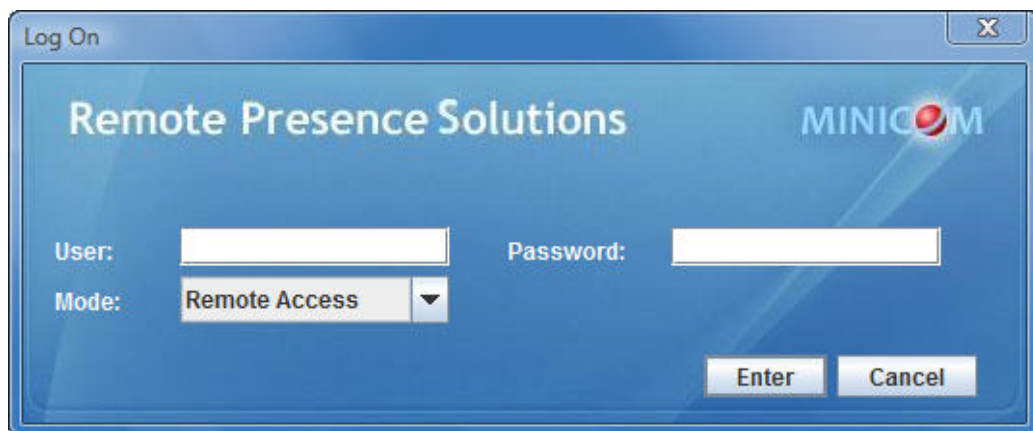 Log On
Remote Presence Solutions
MINICOM
User:
Password:
Mode:
Remote Access
Enter
Cancel